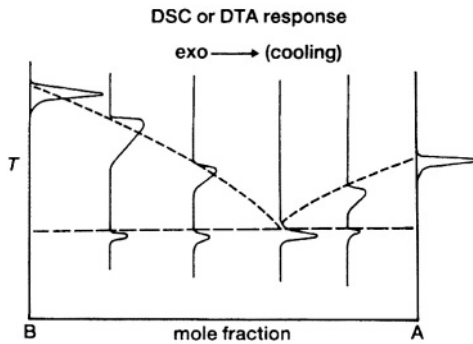 DSC or DTA response
exo ⟶ (cooling)
T
B
mole fraction
A